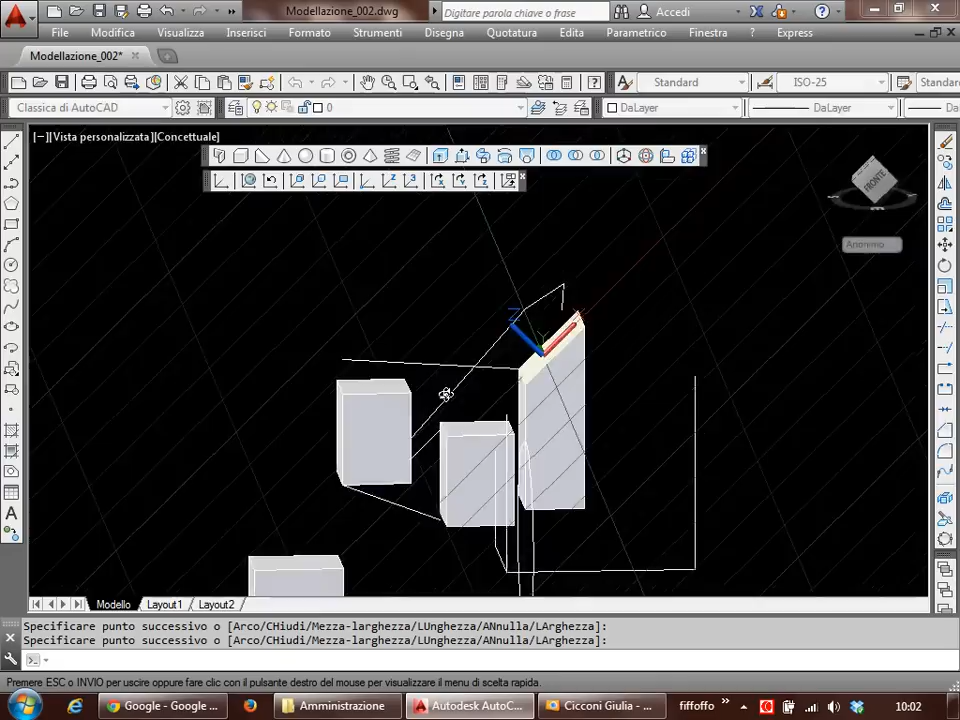 Modellazione_002.dwg
Digitare parola chiave o frase
Accedi
File Modifica Visualizza Inserisci Formato Strumenti Disegna Quotatura Edita Parametrico Finestra ? Express
Modellazione_002*
Standard ISO-25 Standard
Classica di AutoCAD 0 DaLayer DaLayer
[−][Vista personalizzata][Concettuale]
FRONTE
Anonimo
Z
Modello Layout1 Layout2
Specificare punto successivo o [Arco/CHiudi/Mezza-larghezza/LUnghezza/ANnulla/LArghezza]:
Specificare punto successivo o [Arco/CHiudi/Mezza-larghezza/LUnghezza/ANnulla/LArghezza]:
Premere ESC o INVIO per uscire oppure fare clic con il pulsante destro del mouse per visualizzare il menu di scelta rapida.
Google - Google ... Amministrazione Autodesk AutoC... Cicconi Giulia - ... fiffoffo 10:02